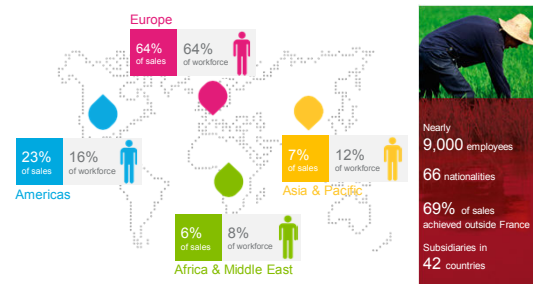 Europe
64% 64%
of sales of workforce
23% 16%
of sales of workforce
Americas
7% 12%
of sales of workforce
Asia & Pacific
6% 8%
of sales of workforce
Africa & Middle East
Nearly
9,000 employees
66 nationalities
69% of sales
achieved outside France
Subsidiaries in
42 countries